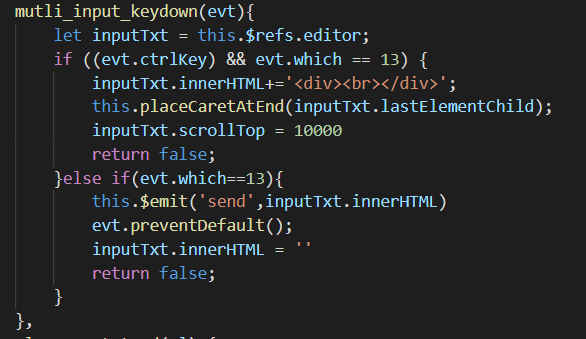 mutli_input_keydown(evt){
let inputTxt = this.$refs.editor;
if ((evt.ctrlKey) && evt.which == 13) {
inputTxt.innerHTML+='<div><br></div>';
this.placeCaretAtEnd(inputTxt.lastElementChild);
inputTxt.scrollTop = 10000
return false;
}else if(evt.which==13){
this.$emit('send',inputTxt.innerHTML)
evt.preventDefault();
inputTxt.innerHTML = ''
return false;
}
},